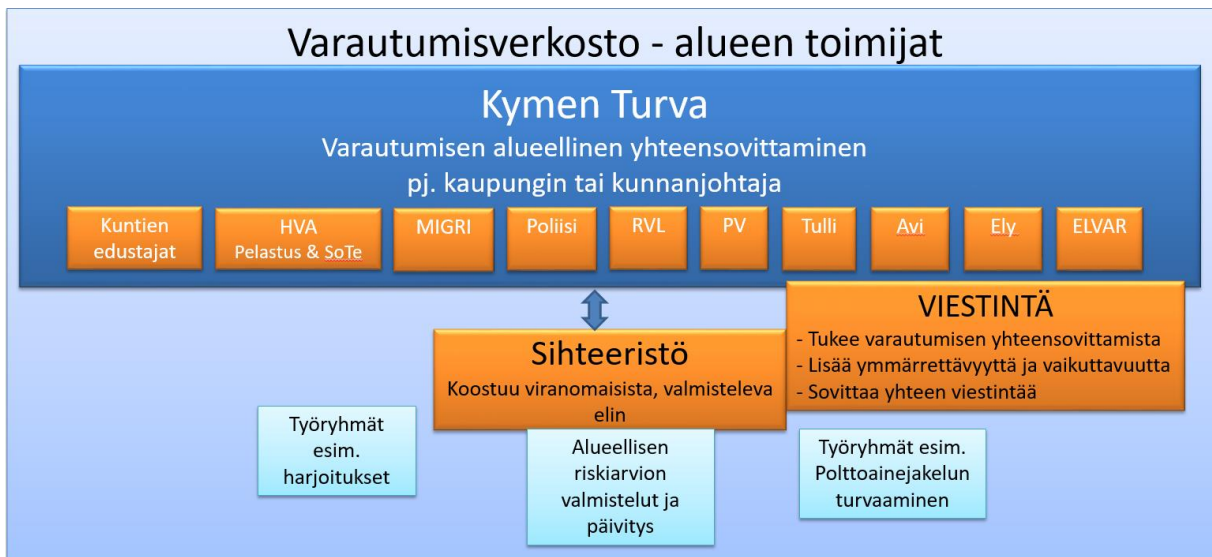 Varautumisverkosto - alueen toimijat
Kymen Turva
Varautumisen alueellinen yhteensovittaminen
pj. kaupungin tai kunnanjohtaja
Kuntien
edustajat
HVA
Pelastus & SoTe
MIGRI
Poliisi
RVL
PV
Tulli
Avi
Ely
ELVAR
VIESTINTÄ
- Tukee varautumisen yhteensovittamista
- Lisää ymmärrettävyyttä ja vaikuttavuutta
- Sovittaa yhteen viestintää
Sihteeristö
Koostuu viranomaisista, valmisteleva
elin
Työryhmät
esim.
harjoitukset
Alueellisen
riskiarvion
valmistelut ja
päivitys
Työryhmät esim.
Polttoainejakelun
turvaaminen